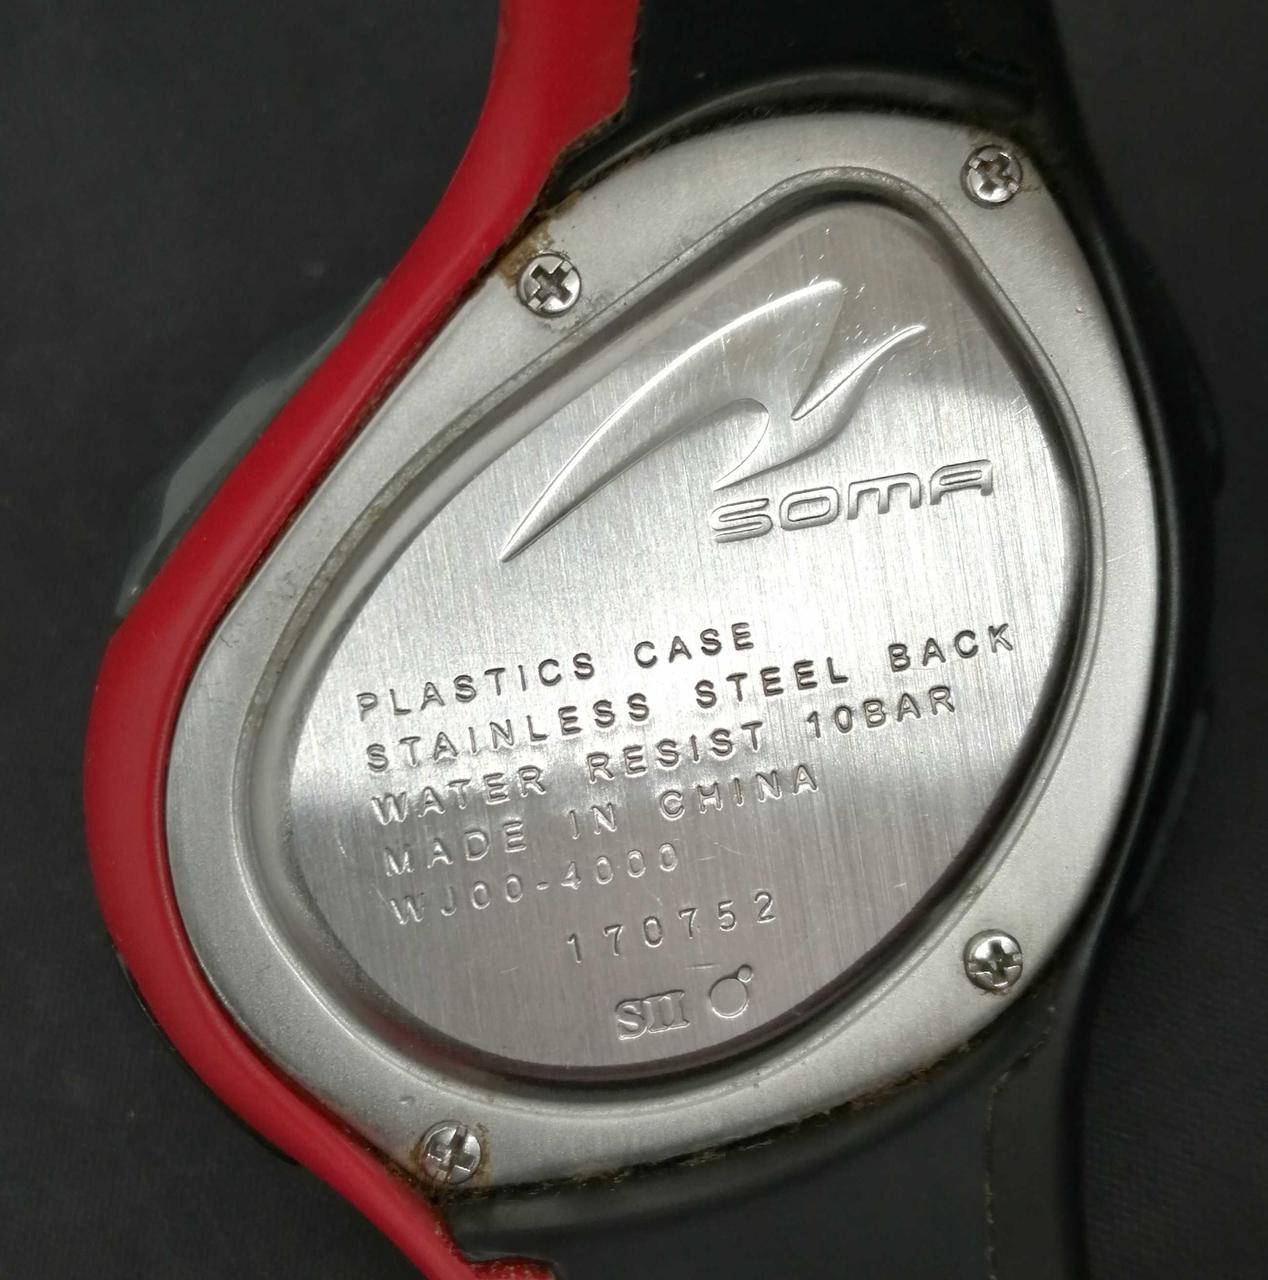 SOMA
PLASTICS CASE
STAINLESS STEEL BACK
WATER RESIST 10BAR
MADE IN CHINA
WJ00-4000
170752
SII